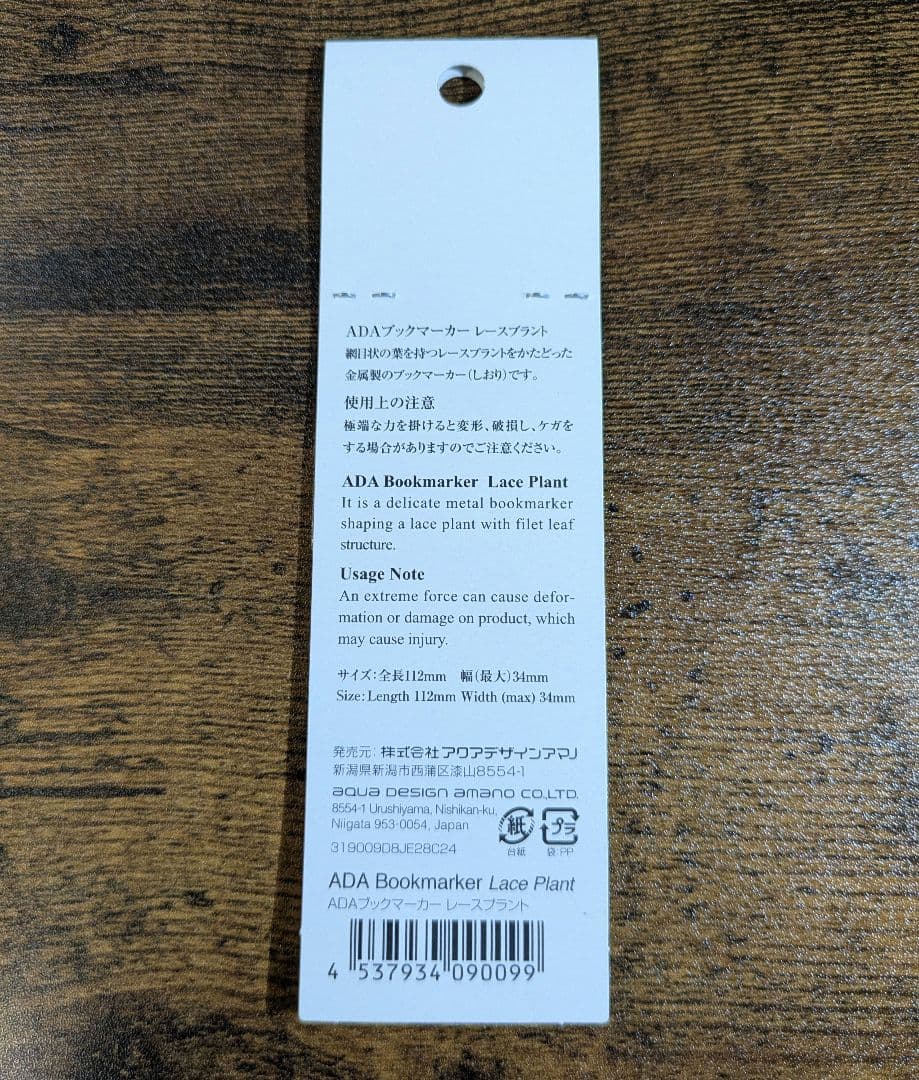 ADAブックマーカー レースプラント
網目状の葉を持つレースプラントをかたどった
金属製のブックマーカー(しおり)です。
使用上の注意
極端な力を掛けると変形、破損し、ケガを
する場合がありますのでご注意ください。
ADA Bookmarker Lace Plant
It is a delicate metal bookmarker
shaping a lace plant with filet leaf
structure.
Usage Note
An extreme force can cause defor-
mation or damage on product, which
may cause injury.
サイズ:全長112mm 幅(最大)34mm
Size: Length 112mm Width (max) 34mm
発売元: 株式会社 アクアデザインアマノ
新潟県新潟市西蒲区漆山8554-1
aqua design amano co.,ltd.
8554-1 Urushiyama, Nishikan-ku,
Niigata 953-0054, Japan
紙 プラ
台紙 袋:PP
319009D8JE28C24
ADA Bookmarker Lace Plant
ADAブックマーカー レースプラント
4 537934 090099